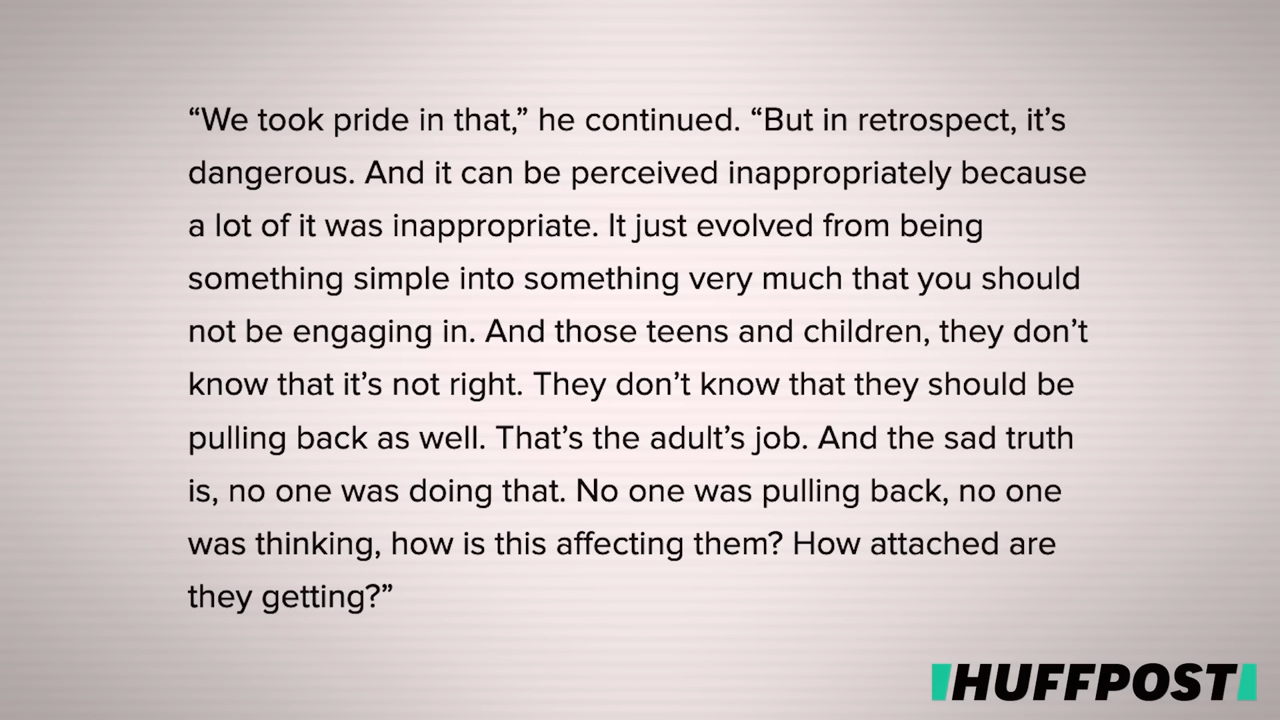 “We took pride in that,” he continued. “But in retrospect, it’s
dangerous. And it can be perceived inappropriately because
a lot of it was inappropriate. It just evolved from being
something simple into something very much that you should
not be engaging in. And those teens and children, they don’t
know that it’s not right. They don’t know that they should be
pulling back as well. That’s the adult’s job. And the sad truth
is, no one was doing that. No one was pulling back, no one
was thinking, how is this affecting them? How attached are
they getting?”
HUFFPOST